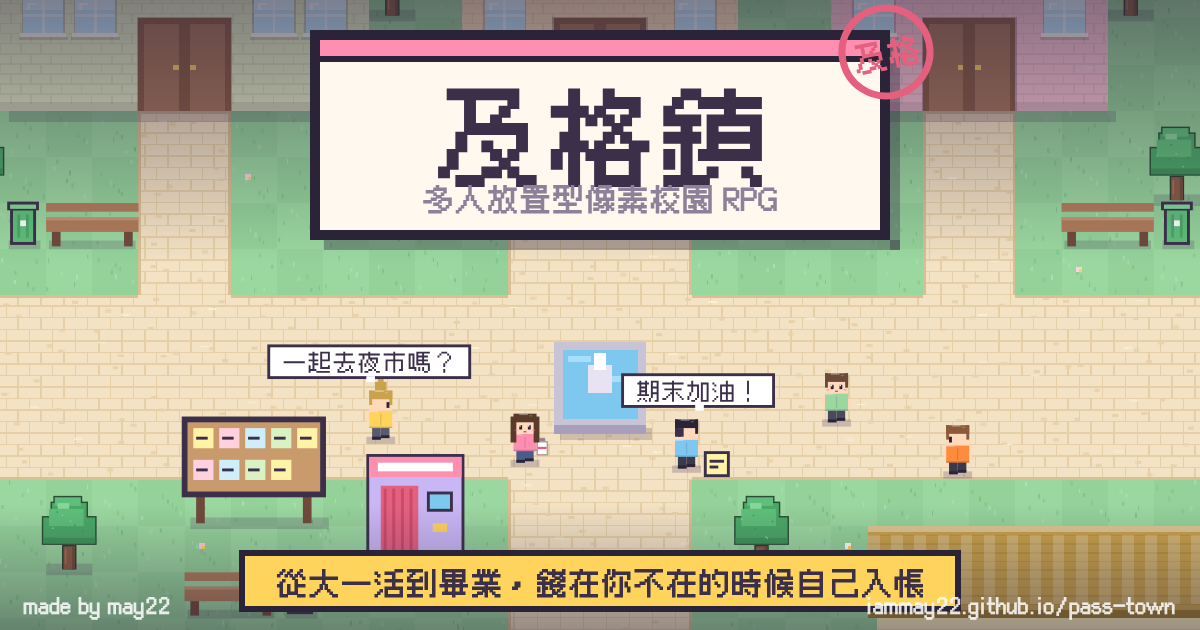 及格
及格鎮
多人放置型像素校園 RPG
一起去夜市嗎？
期末加油！
從大一活到畢業，錢在你不在的時候自己入帳
made by may22
iammay22.github.io/pass-town